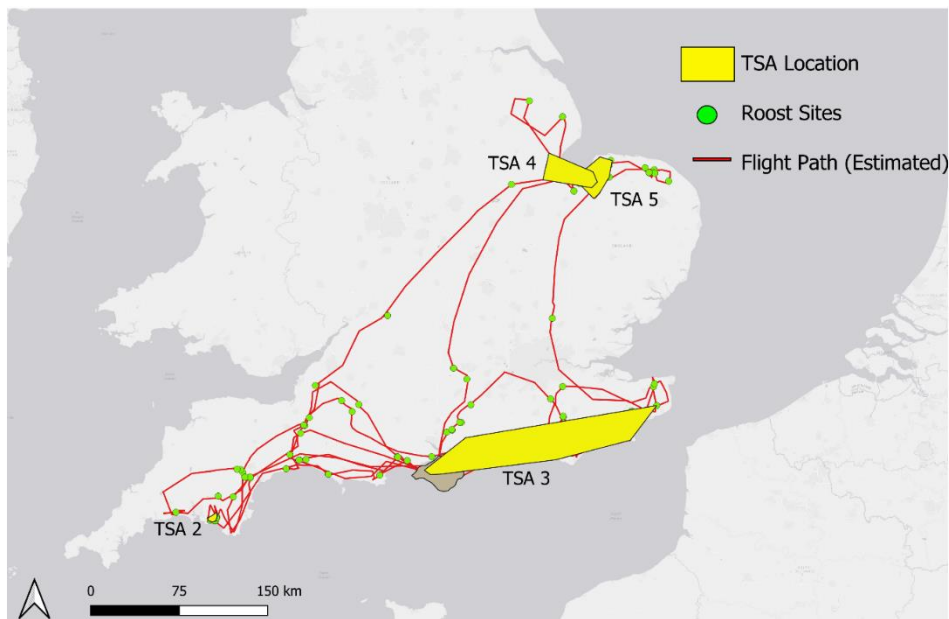 TSA Location
Roost Sites
Flight Path (Estimated)
TSA 4
TSA 5
TSA 3
TSA 2
0 75 150 km